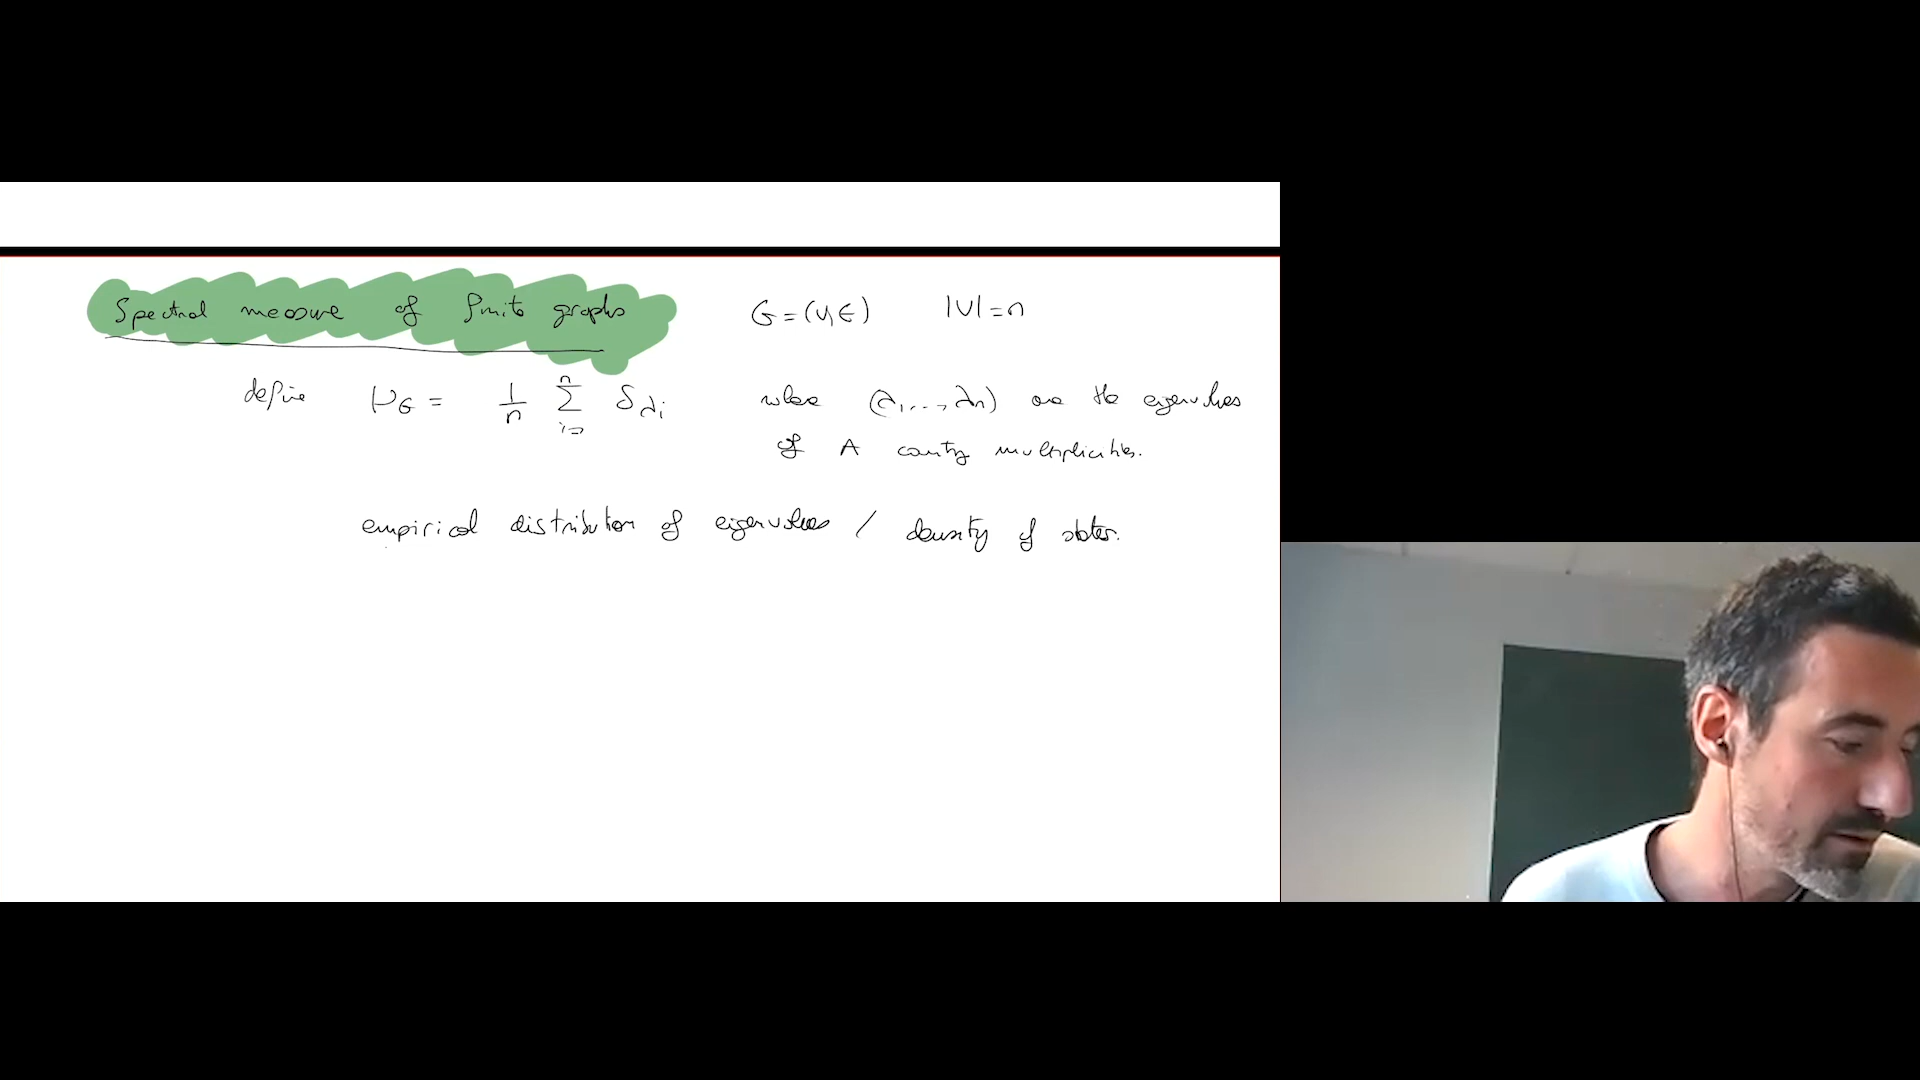 Spectral measure of finite graphs G = (V, E) |V| = n
define μ_G = 1/n ∑_{i=1}^n δ_{λ_i} where (λ_1, ..., λ_n) are the eigenvalues
of A counting multiplicities.
empirical distribution of eigenvalues / density of states.